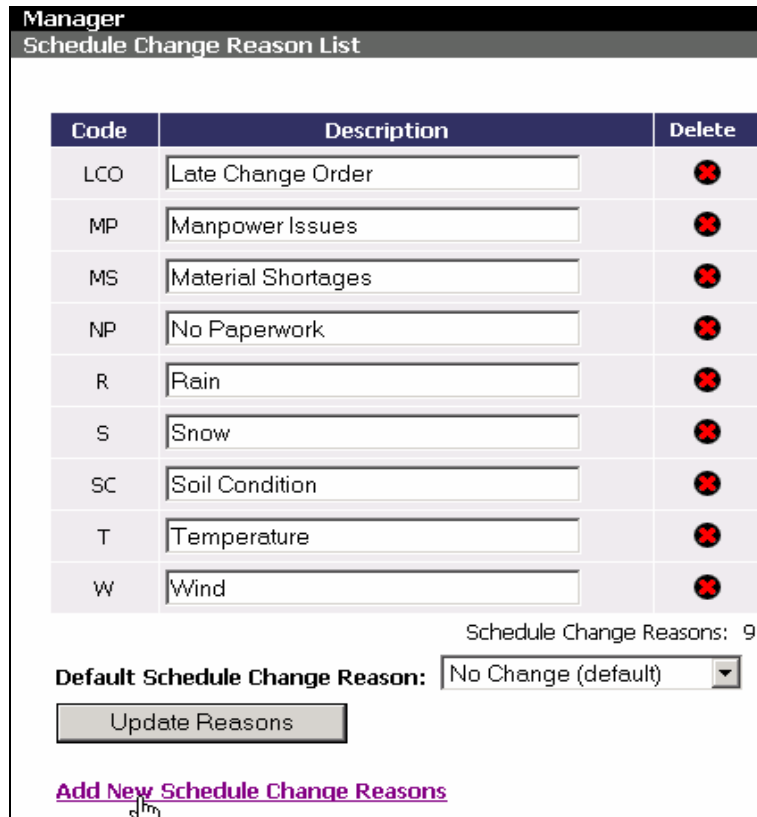 Manager
Schedule Change Reason List
Code Description Delete
LCO Late Change Order
MP Manpower Issues
MS Material Shortages
NP No Paperwork
R Rain
S Snow
SC Soil Condition
T Temperature
W Wind
Schedule Change Reasons: 9
Default Schedule Change Reason: No Change (default)
Update Reasons
Add New Schedule Change Reasons